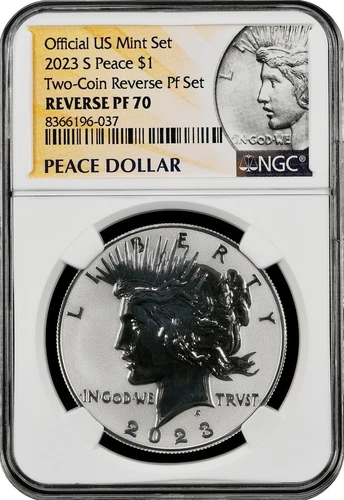 Official US Mint Set
2023 S Peace $1
Two-Coin Reverse Pf Set
REVERSE PF 70
8366196-037
PEACE DOLLAR
L
IN·GOD·WE
NGC
LIBERTY
IN·GOD·WE TRVST
2023